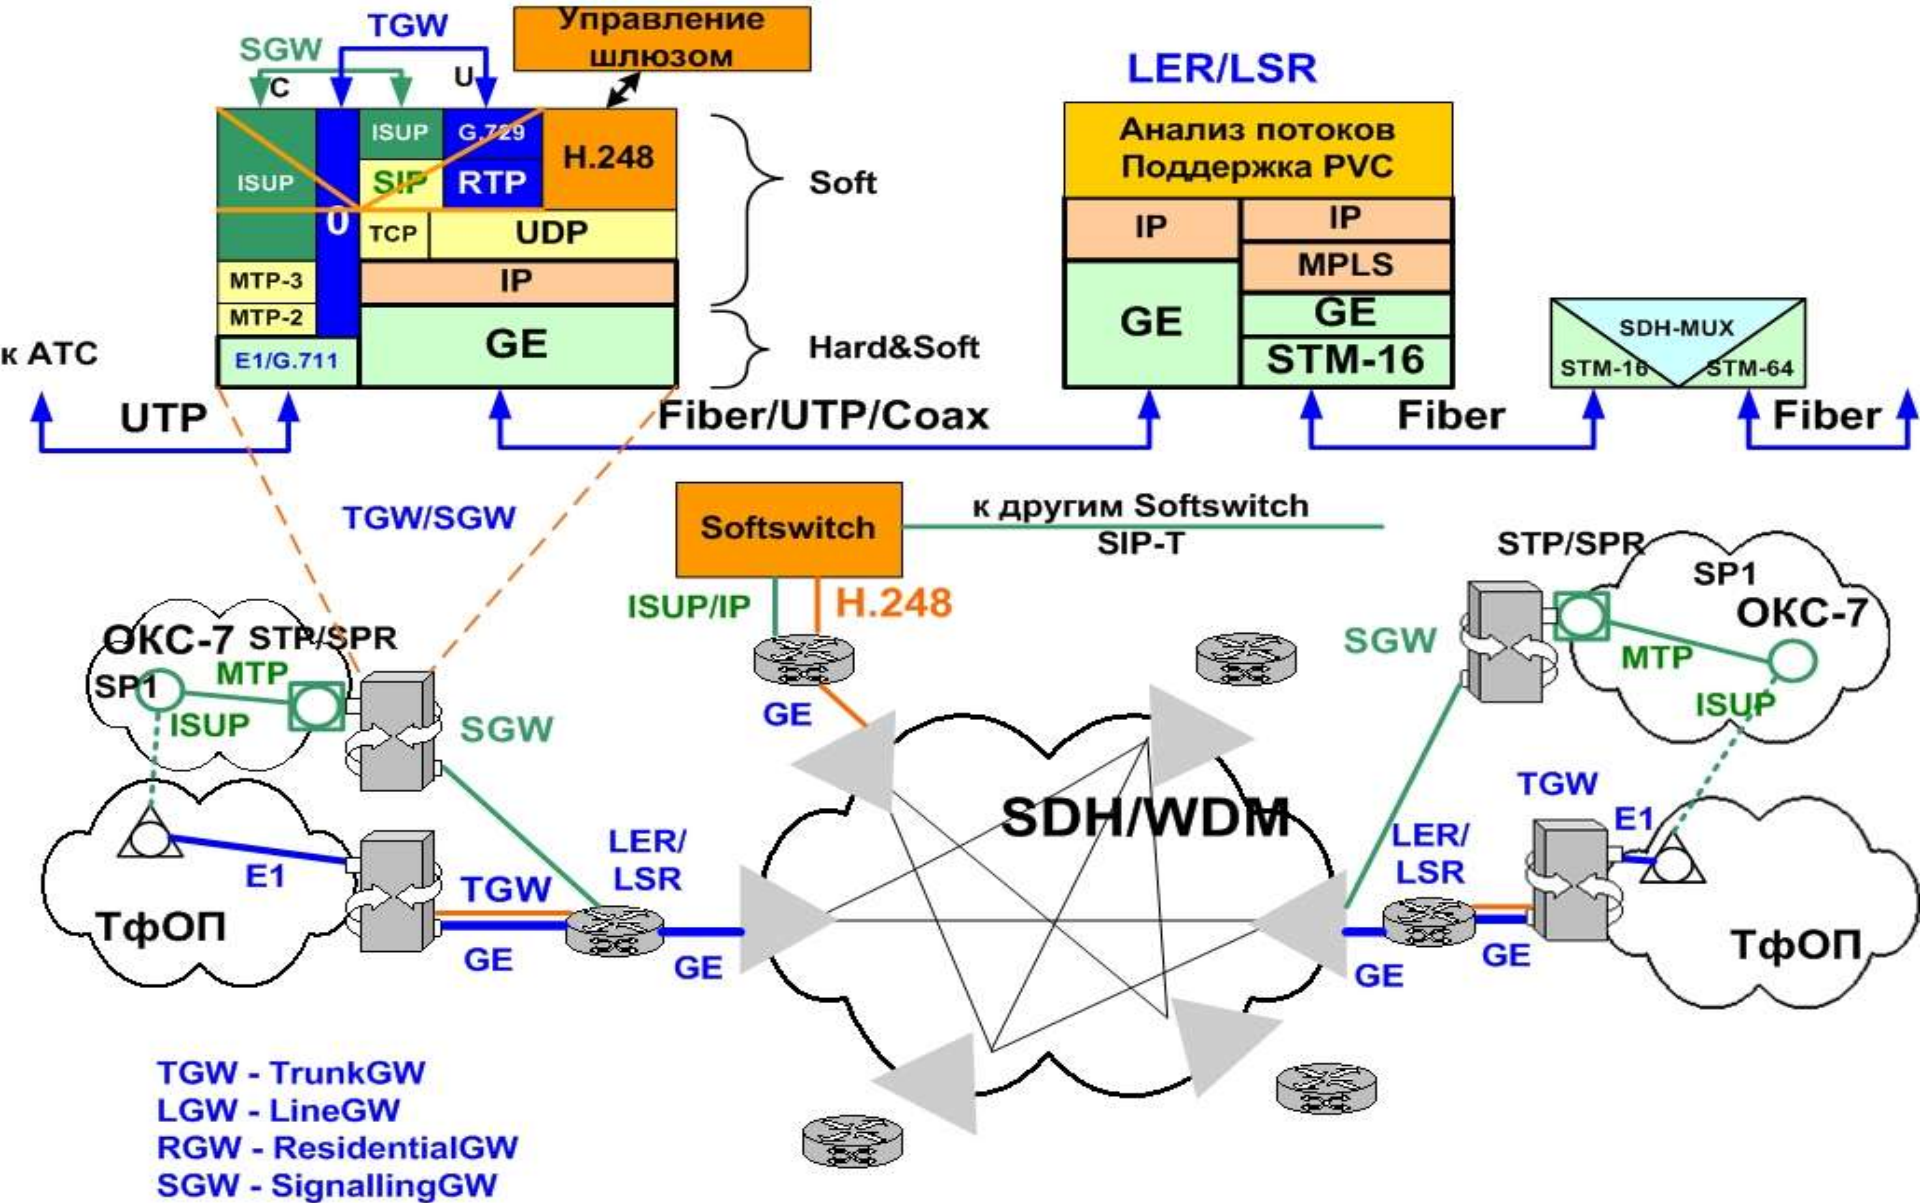 Управление
шлюзом
TGW
SGW
C
U
LER/LSR
ISUP
G.729
H.248
ISUP
SIP
RTP
0
TCP
UDP
MTP-3
IP
MTP-2
GE
E1/G.711
Soft
Hard&Soft
Анализ потоков
Поддержка PVC
IP
IP
MPLS
GE
GE
STM-16
SDH-MUX
STM-16
STM-64
к АТС
UTP
Fiber/UTP/Coax
Fiber
Fiber
TGW/SGW
Softswitch
к другим Softswitch
SIP-T
ISUP/IP
H.248
GE
STP/SPR
SP1
ОКС-7
SGW
MTP
ISUP
ОКС-7
STP/SPR
MTP
SP1
ISUP
SGW
SDH/WDM
TGW
E1
LER/
LSR
GE
GE
ТфОП
LER/
LSR
E1
TGW
ТфОП
GE
GE
TGW - TrunkGW
LGW - LineGW
RGW - ResidentialGW
SGW - SignallingGW